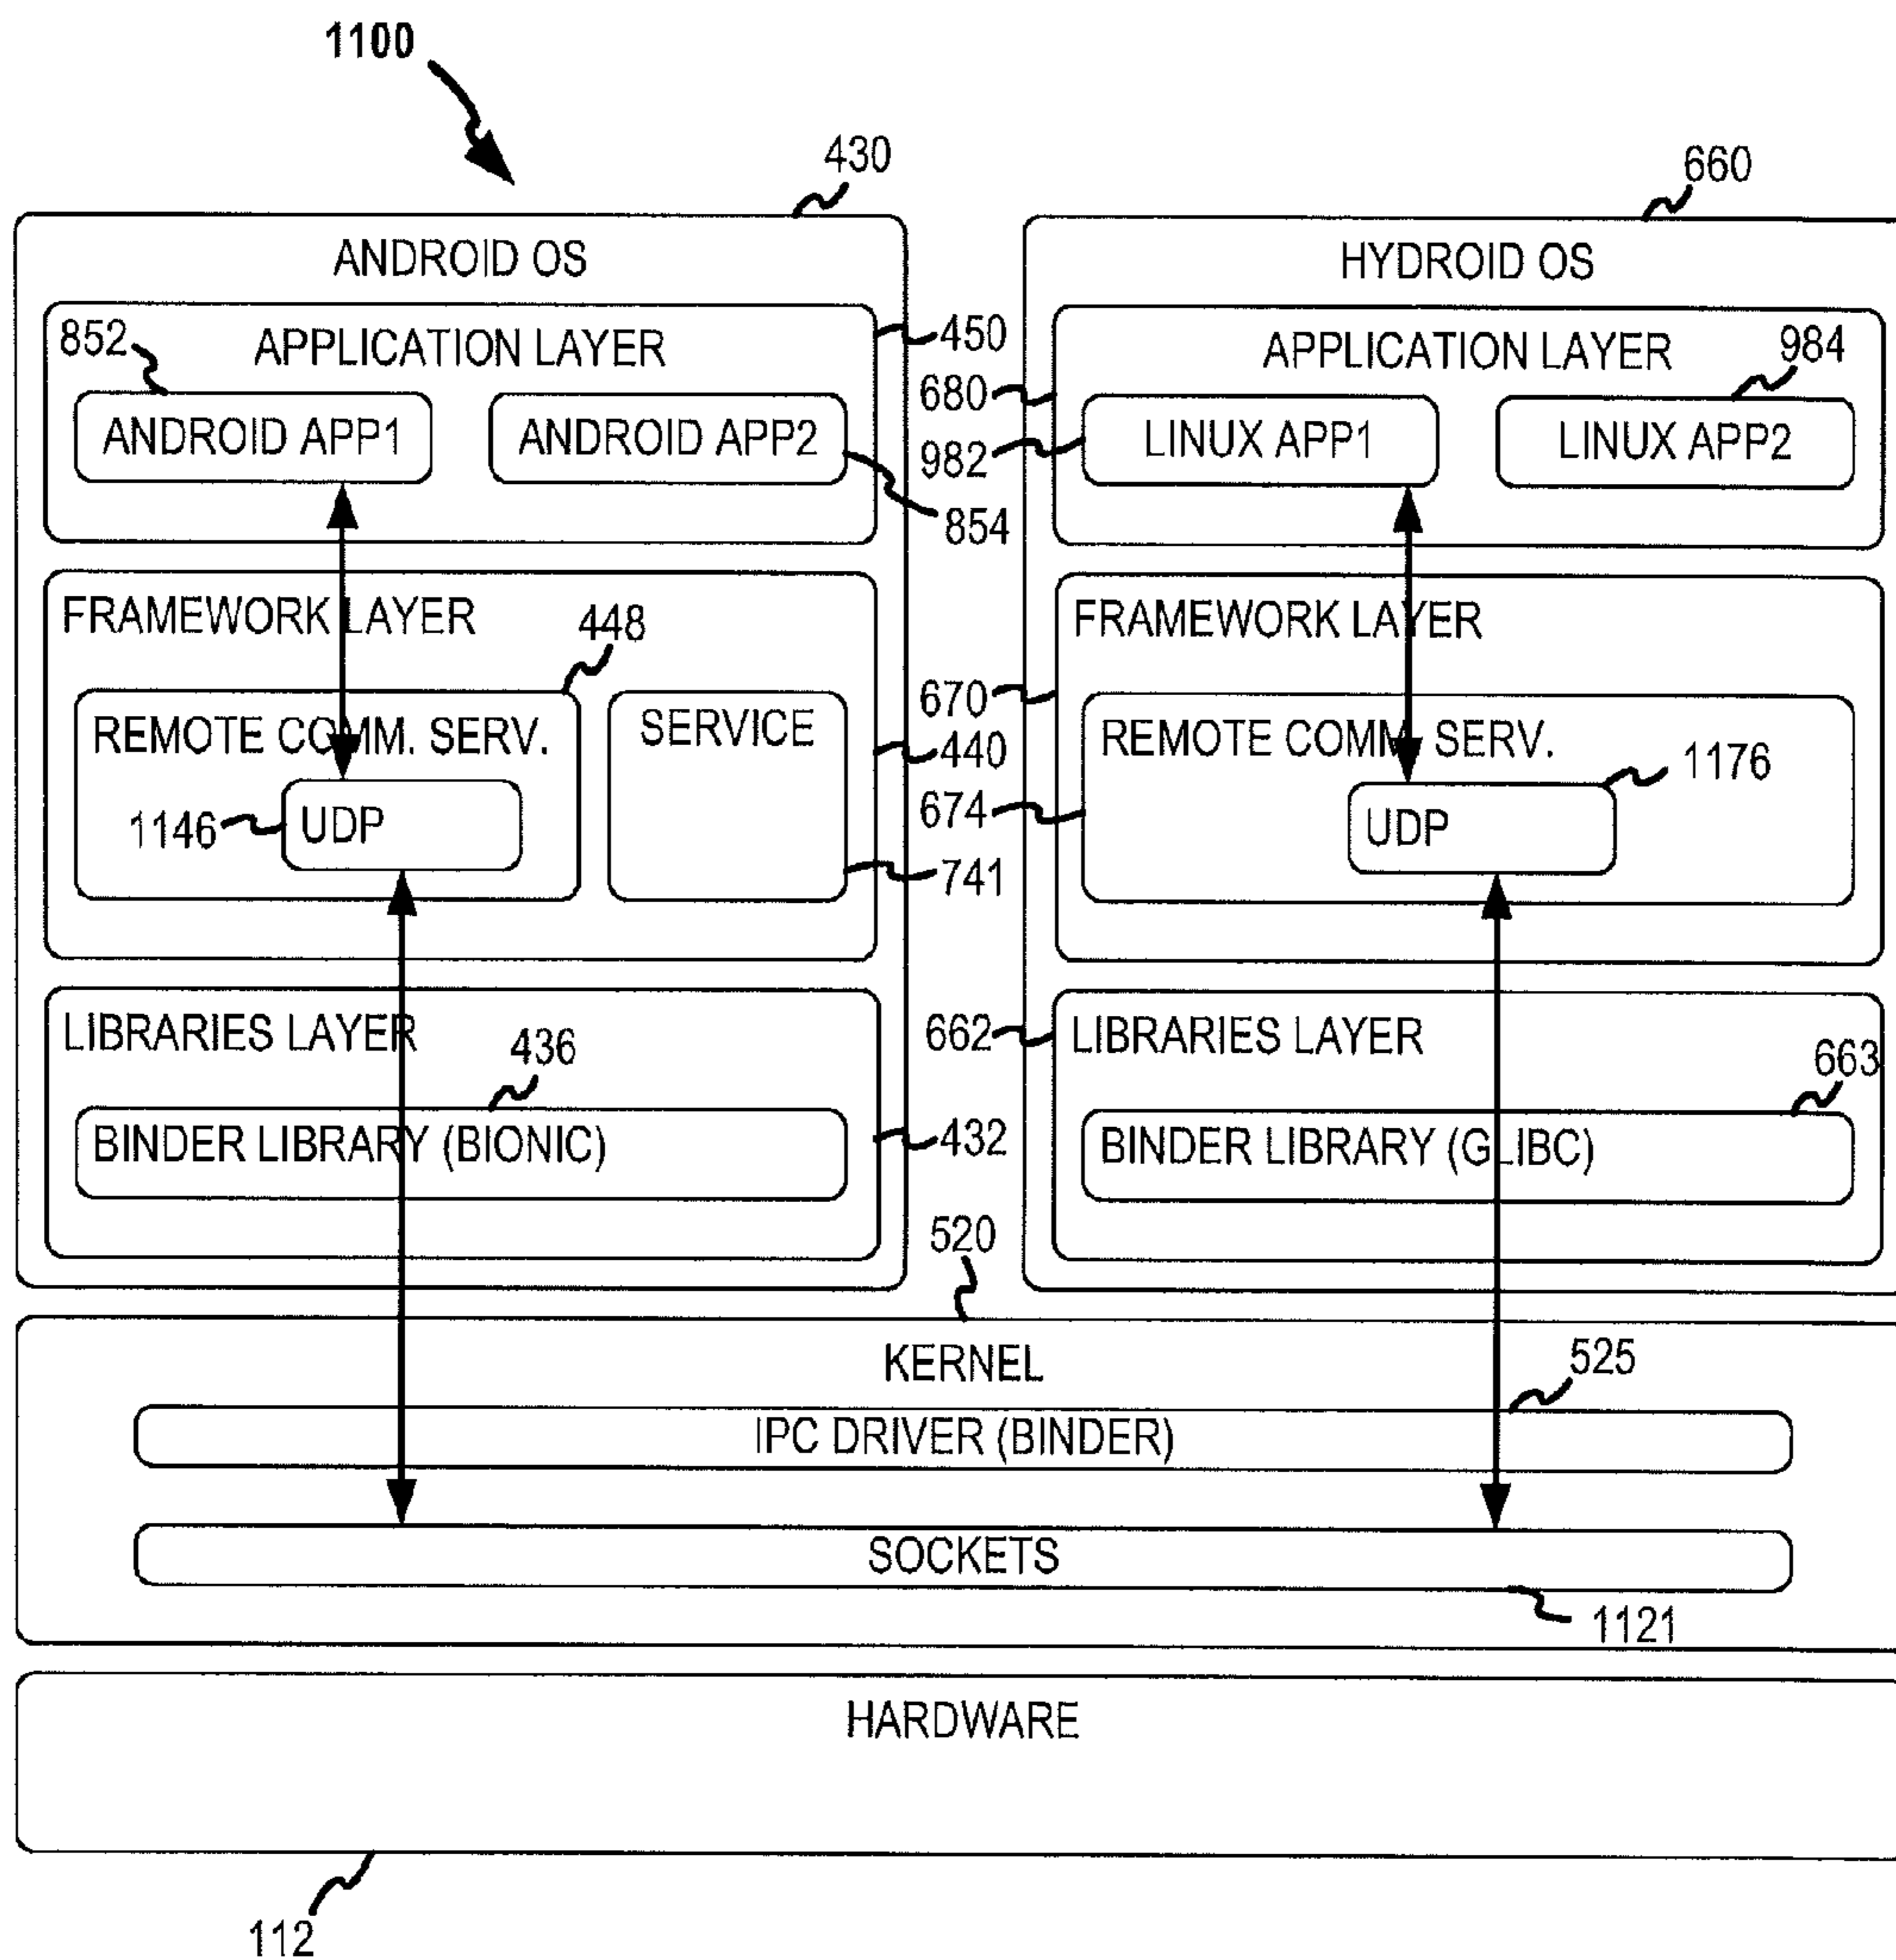 1100
430
660
ANDROID OS
HYDROID OS
852
APPLICATION LAYER
450
APPLICATION LAYER
984
680
ANDROID APP1
ANDROID APP2
982
LINUX APP1
LINUX APP2
854
FRAMEWORK LAYER
448
FRAMEWORK LAYER
670
REMOTE COMM. SERV.
SERVICE
440
REMOTE COMM. SERV.
1176
674
1146
UDP
UDP
741
LIBRARIES LAYER
436
662
LIBRARIES LAYER
663
BINDER LIBRARY (BIONIC)
432
BINDER LIBRARY (GLIBC)
520
KERNEL
525
IPC DRIVER (BINDER)
SOCKETS
1121
HARDWARE
112